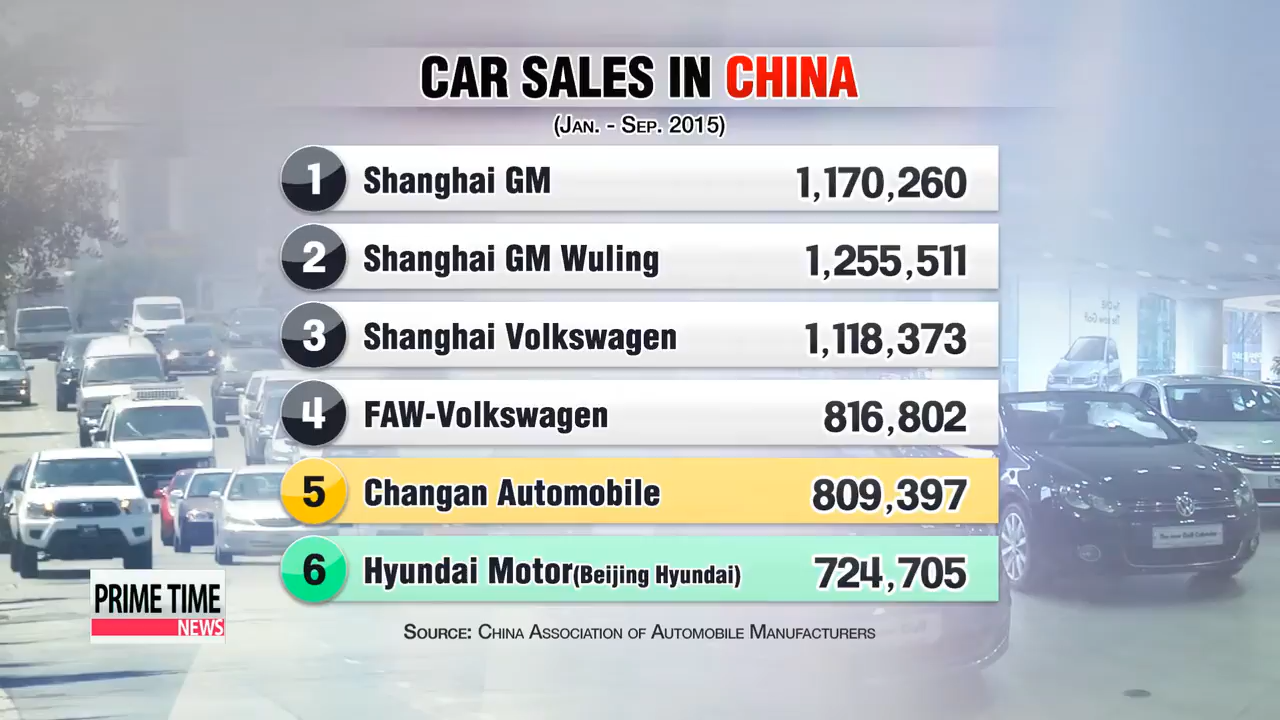 CAR SALES IN CHINA
(JAN. - SEP. 2015)
1 Shanghai GM 1,170,260
2 Shanghai GM Wuling 1,255,511
3 Shanghai Volkswagen 1,118,373
4 FAW-Volkswagen 816,802
5 Changan Automobile 809,397
6 Hyundai Motor(Beijing Hyundai) 724,705
PRIME TIME
NEWS
SOURCE: CHINA ASSOCIATION OF AUTOMOBILE MANUFACTURERS